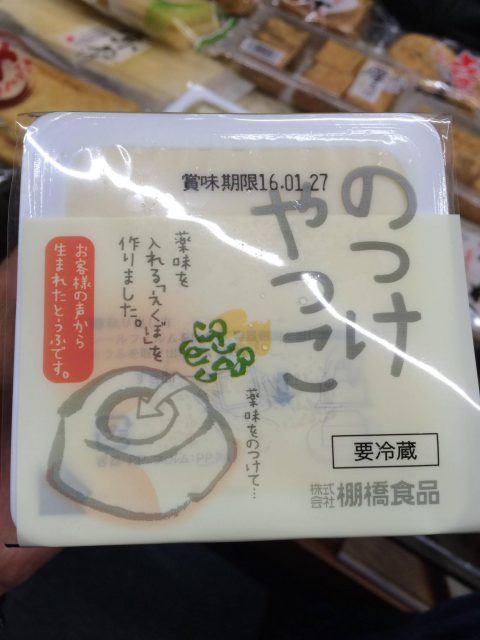 賞味期限16.01.27
のつけ
やっこ
薬味を
入れる「えくぼ」を
作りました。
お客様の声から
生まれたとうふです。
薬味をのつけて…
要冷蔵
株式会社 棚橋食品